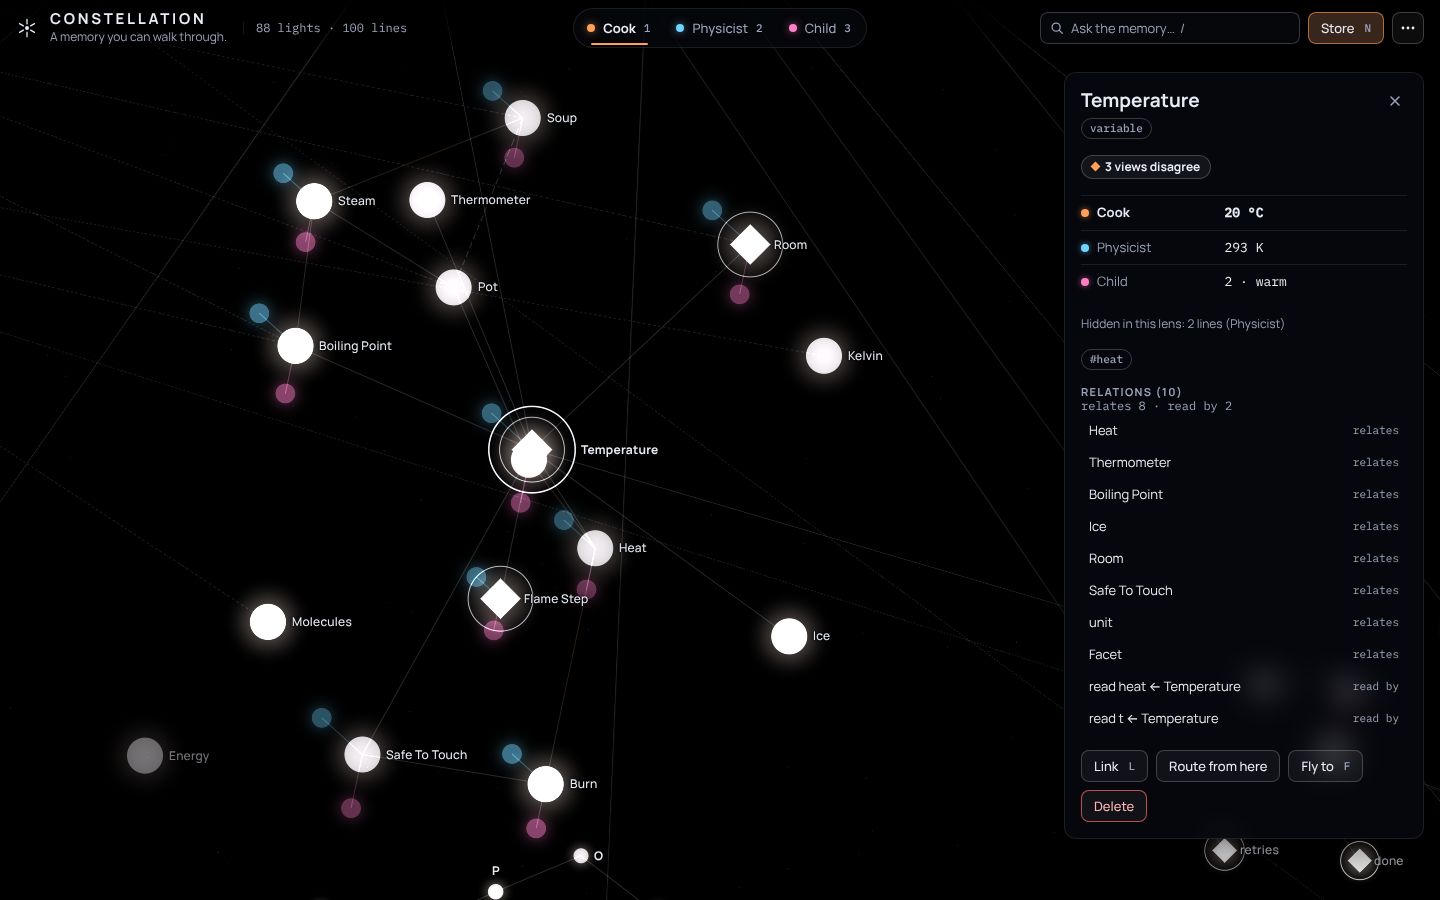 CONSTELLATION
A memory you can walk through.
88 lights · 100 lines
Cook 1
Physicist 2
Child 3
Ask the memory... /
Store N
Soup
Steam
Thermometer
Room
Pot
Boiling Point
Kelvin
Temperature
Heat
Flame Step
Molecules
Ice
Energy
Safe To Touch
Burn
O
P
retries
done
Temperature
variable
3 views disagree
Cook 20 °C
Physicist 293 K
Child 2 · warm
Hidden in this lens: 2 lines (Physicist)
#heat
RELATIONS (10)
relates 8 · read by 2
Heat relates
Thermometer relates
Boiling Point relates
Ice relates
Room relates
Safe To Touch relates
unit relates
Facet relates
read heat ← Temperature read by
read t ← Temperature read by
Link L
Route from here
Fly to F
Delete